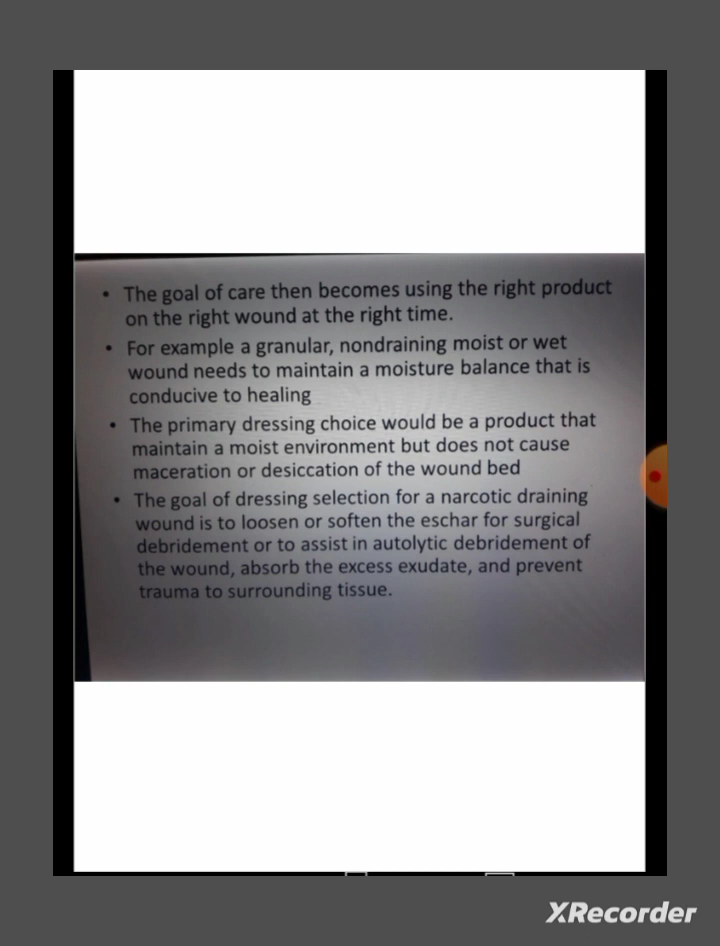 • The goal of care then becomes using the right product
on the right wound at the right time.
• For example a granular, nondraining moist or wet
wound needs to maintain a moisture balance that is
conducive to healing
• The primary dressing choice would be a product that
maintain a moist environment but does not cause
maceration or desiccation of the wound bed
• The goal of dressing selection for a narcotic draining
wound is to loosen or soften the eschar for surgical
debridement or to assist in autolytic debridement of
the wound, absorb the excess exudate, and prevent
trauma to surrounding tissue.
XRecorder